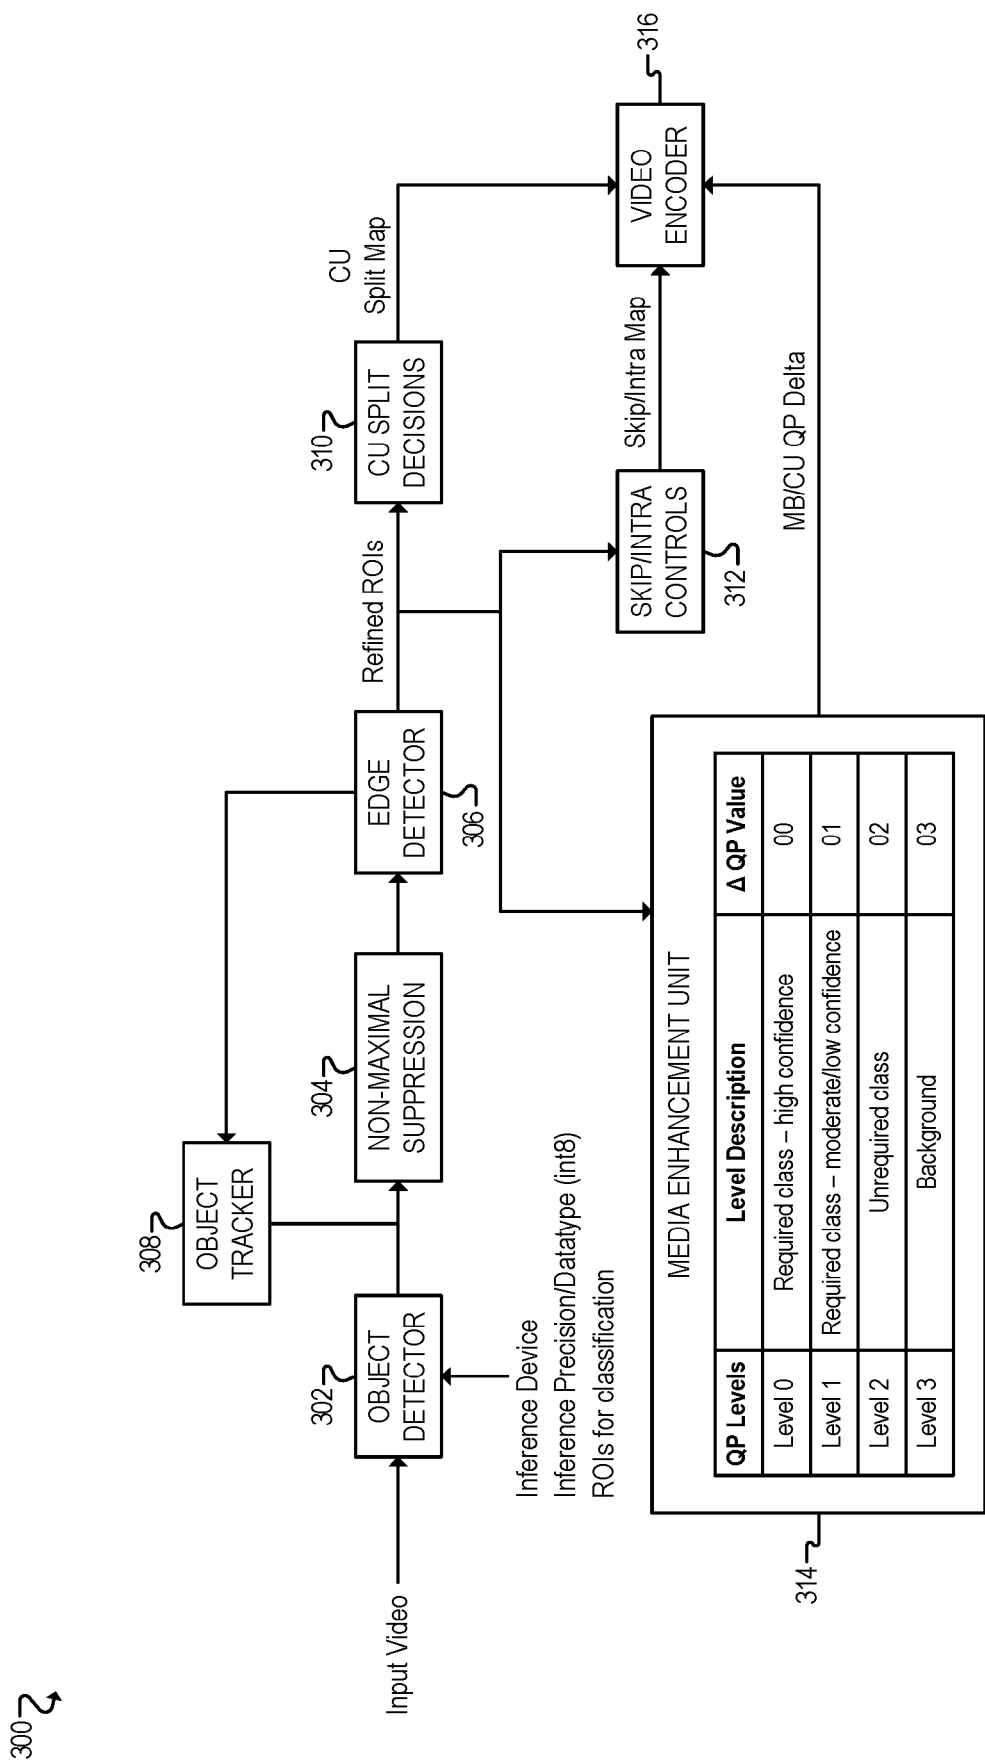 300
Input Video
302
OBJECT
DETECTOR
Inference Device
Inference Precision/Datatype (int8)
ROIs for classification
308
OBJECT
TRACKER
304
NON-MAXIMAL
SUPPRESSION
EDGE
DETECTOR
306
Refined ROIs
310
CU SPLIT
DECISIONS
CU
Split Map
SKIP/INTRA
CONTROLS
312
Skip/Intra Map
VIDEO
ENCODER
316
MB/CU QP Delta
314
MEDIA ENHANCEMENT UNIT
QP Levels Level Description Δ QP Value
Level 0 Required class – high confidence 00
Level 1 Required class – moderate/low confidence 01
Level 2 Unrequired class 02
Level 3 Background 03